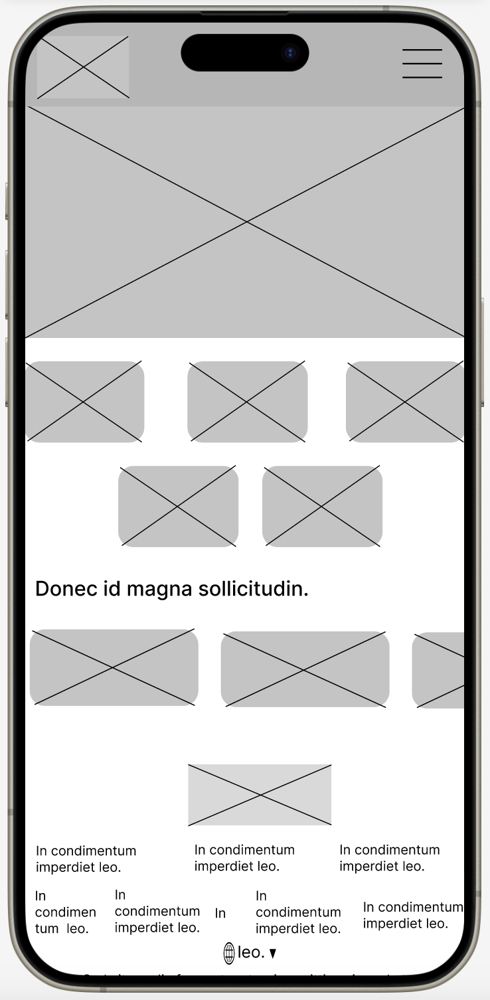 Donec id magna sollicitudin.
In condimentum
imperdiet leo.
In condimentum
imperdiet leo.
In condimentum
imperdiet leo.
In
condimen
tum leo.
In
condimentum
imperdiet leo.
In
In
condimentum
imperdiet leo.
In condimentum
imperdiet leo.
leo.